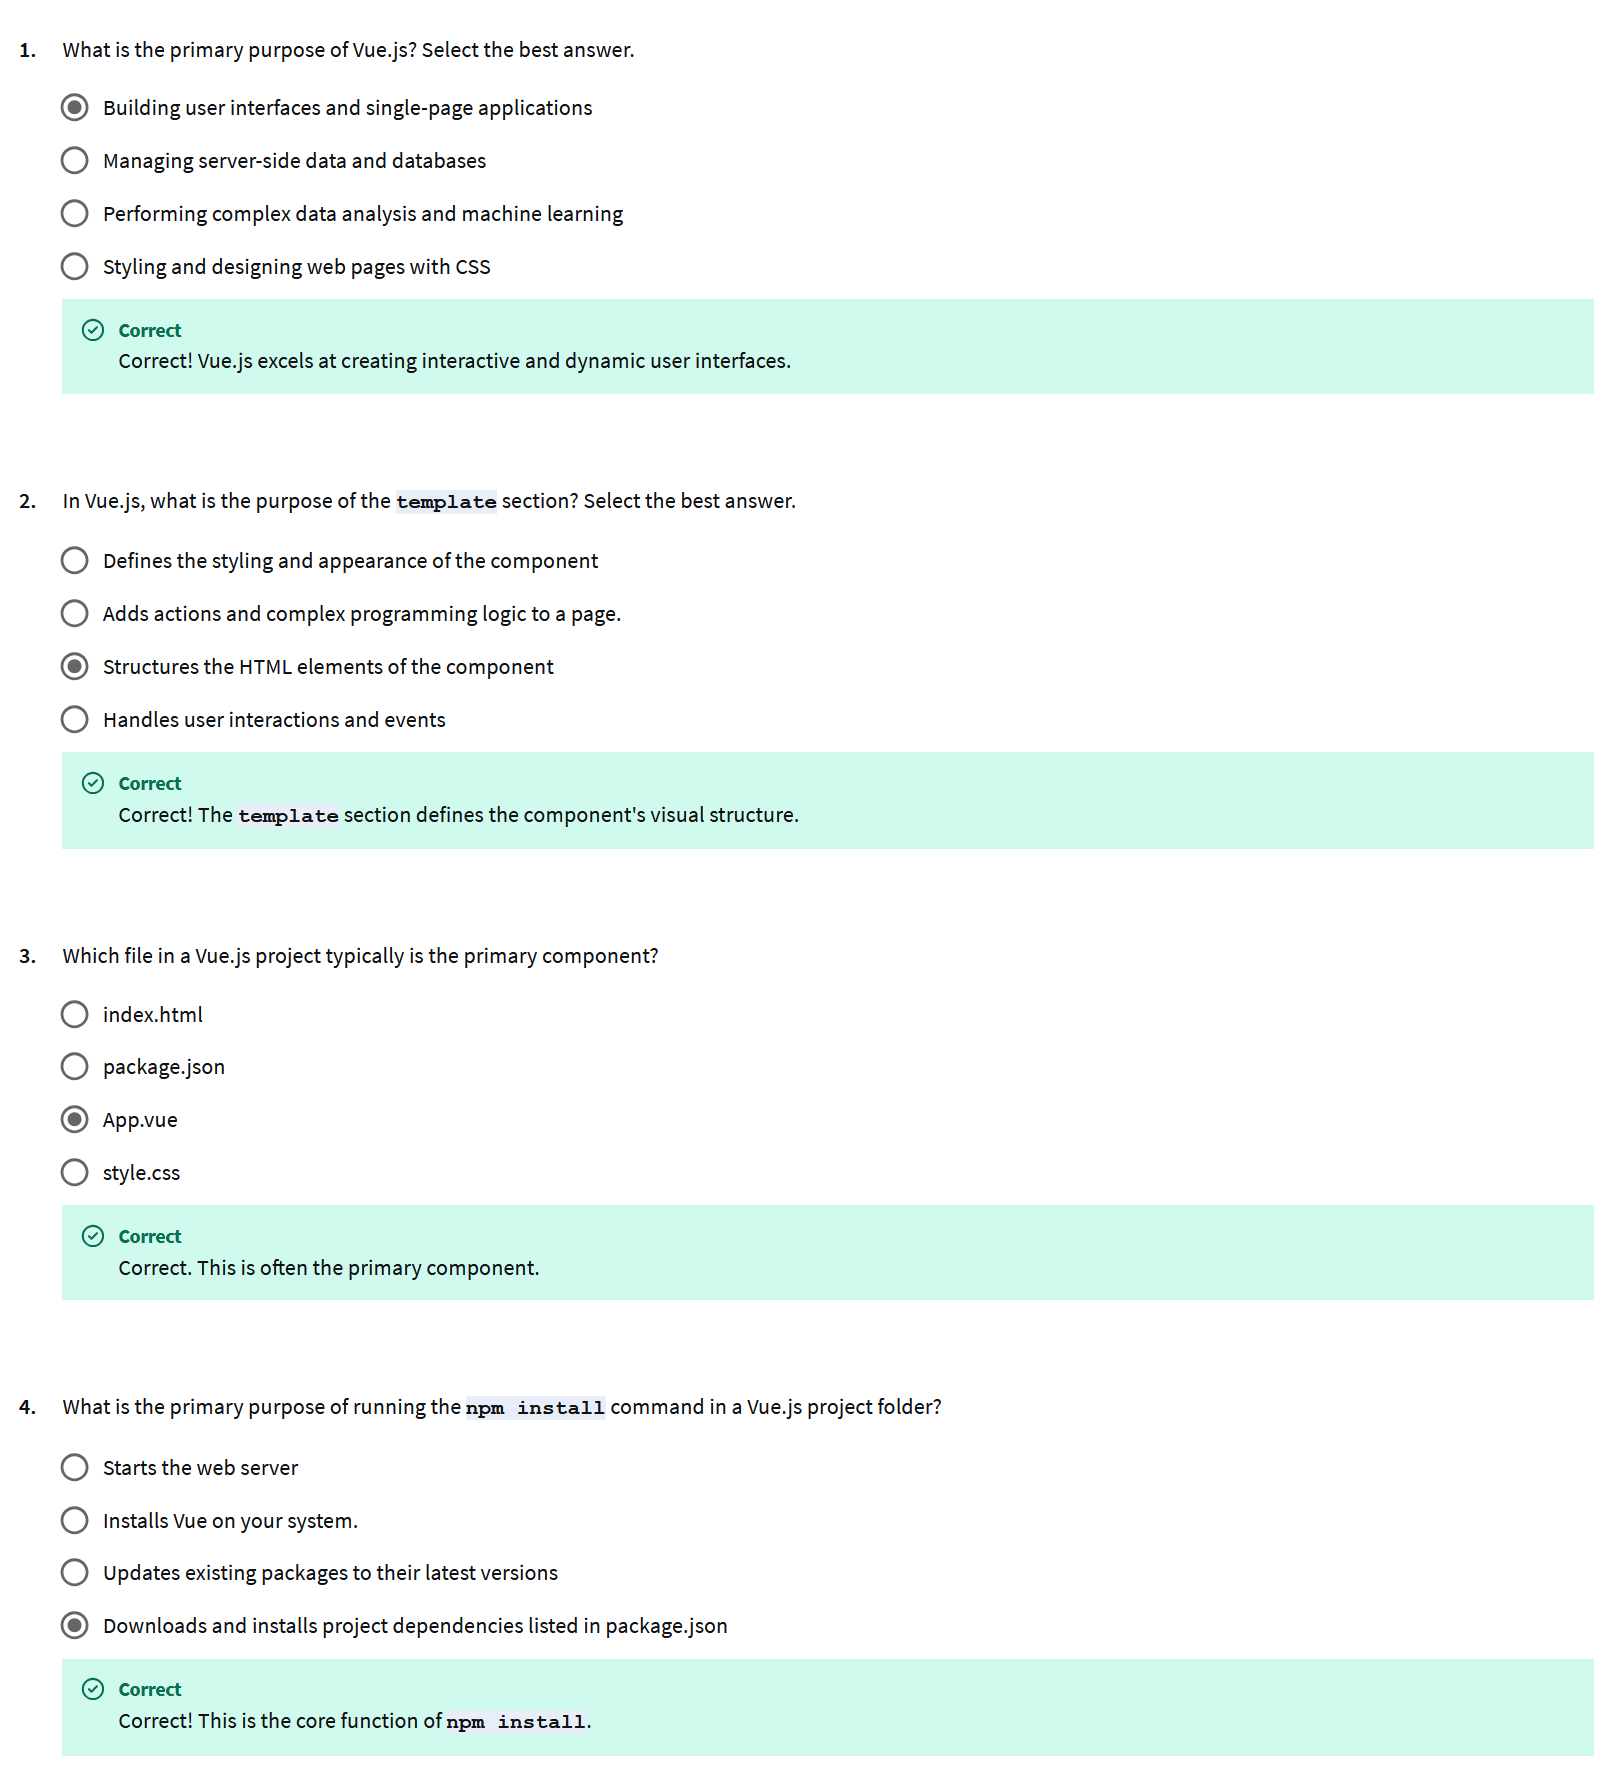 1. What is the primary purpose of Vue.js? Select the best answer.
Building user interfaces and single-page applications
Managing server-side data and databases
Performing complex data analysis and machine learning
Styling and designing web pages with CSS
Correct
Correct! Vue.js excels at creating interactive and dynamic user interfaces.
2. In Vue.js, what is the purpose of the template section? Select the best answer.
Defines the styling and appearance of the component
Adds actions and complex programming logic to a page.
Structures the HTML elements of the component
Handles user interactions and events
Correct
Correct! The template section defines the component's visual structure.
3. Which file in a Vue.js project typically is the primary component?
index.html
package.json
App.vue
style.css
Correct
Correct. This is often the primary component.
4. What is the primary purpose of running the npm install command in a Vue.js project folder?
Starts the web server
Installs Vue on your system.
Updates existing packages to their latest versions
Downloads and installs project dependencies listed in package.json
Correct
Correct! This is the core function of npm install.